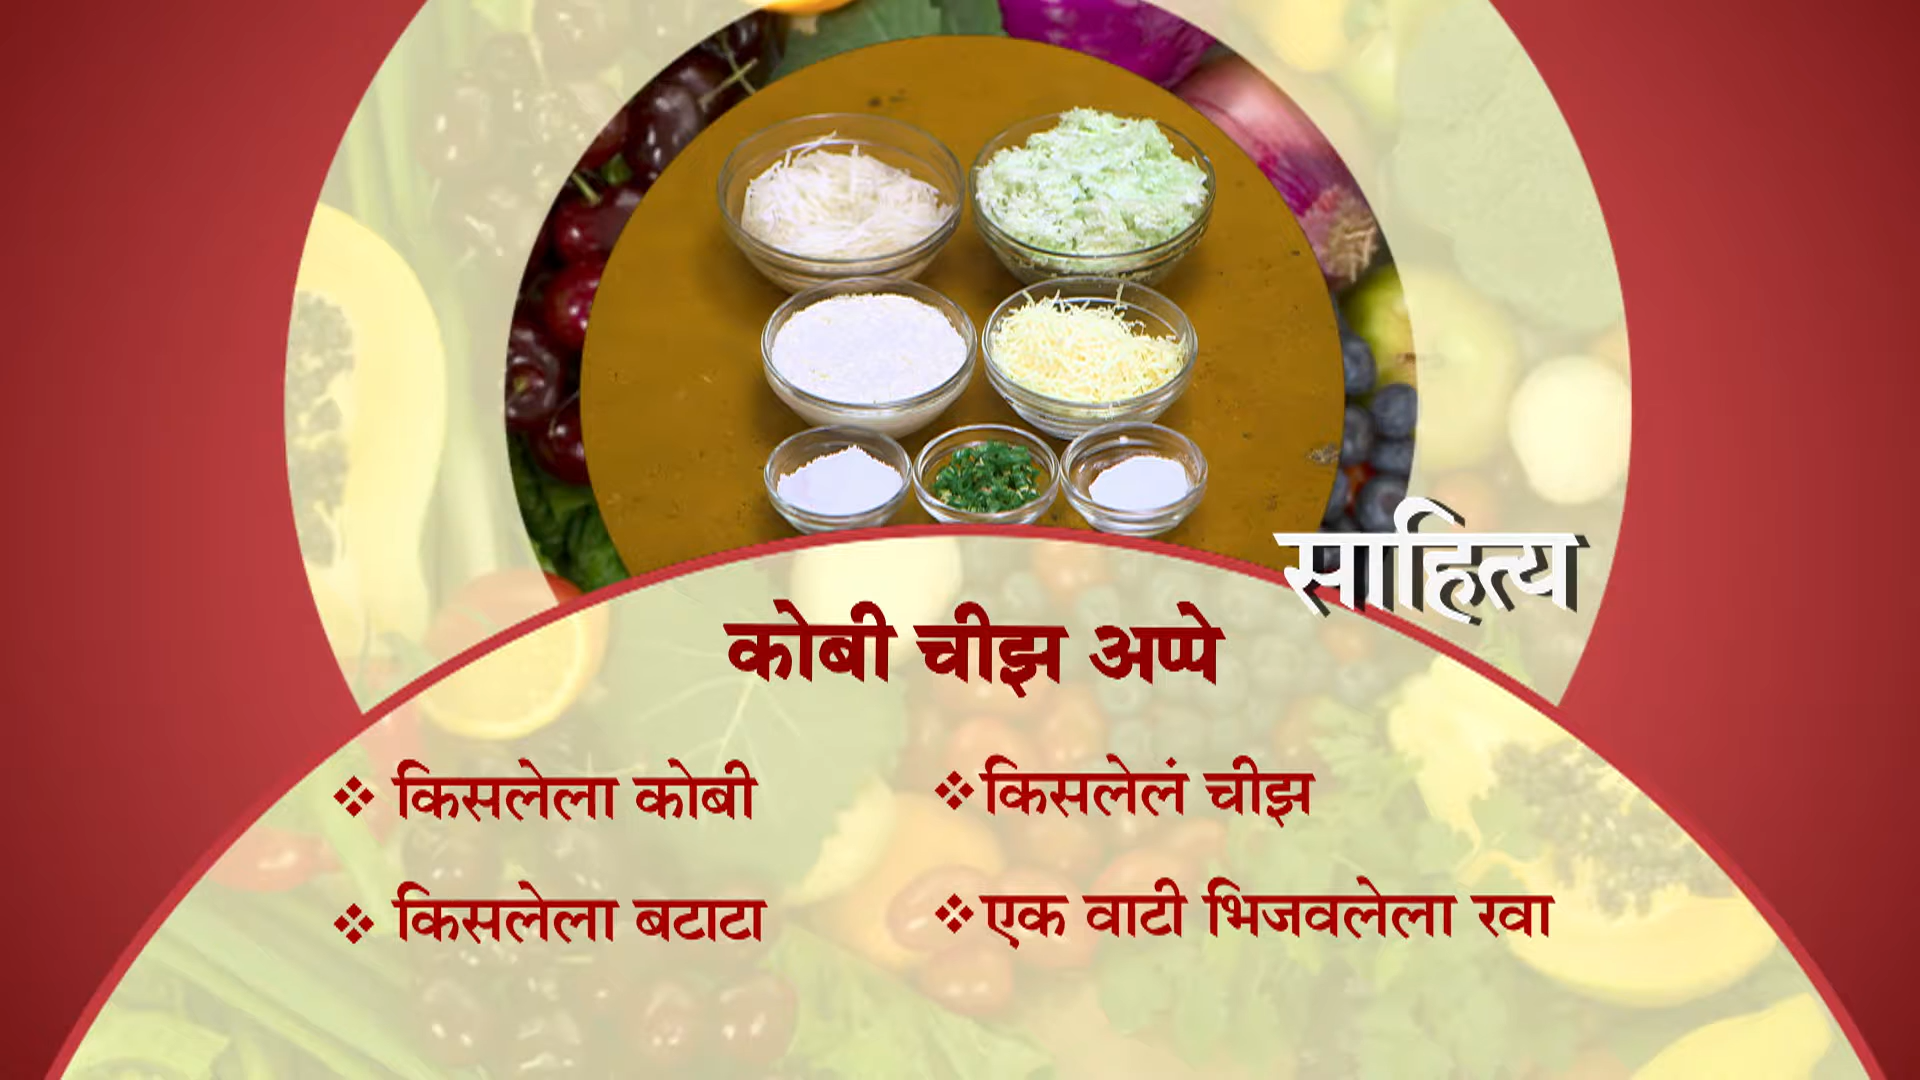 साहित्य
कोबी चीझ अप्पे
❖ किसलेला कोबी
❖ किसलेला बटाटा
❖ किसलेलं चीझ
❖ एक वाटी भिजवलेला रवा